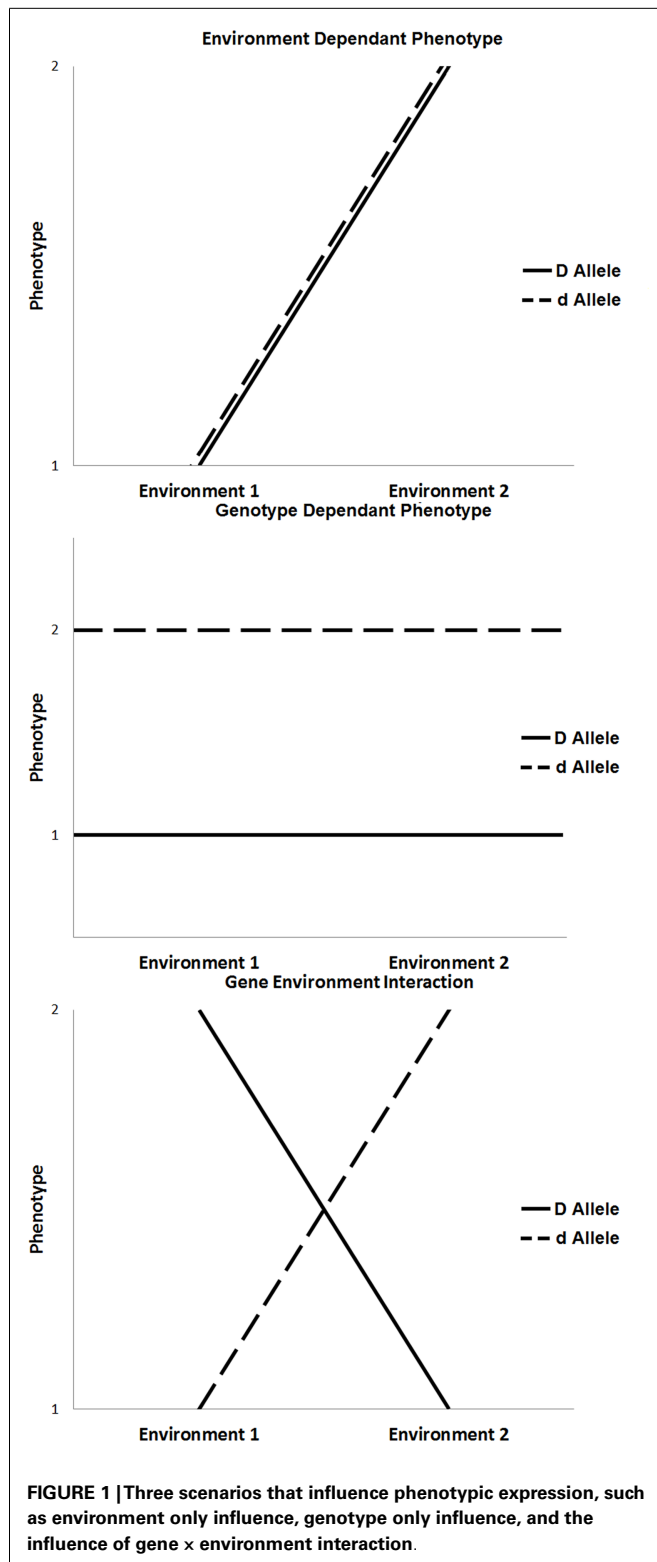 Environment Dependant Phenotype
2
Phenotype
D Allele
d Allele
1
Environment 1 Environment 2
Genotype Dependant Phenotype
2
Phenotype
D Allele
d Allele
1
Environment 1 Environment 2
Gene Environment Interaction
2
Phenotype
D Allele
d Allele
1
Environment 1 Environment 2
FIGURE 1 | Three scenarios that influence phenotypic expression, such
as environment only influence, genotype only influence, and the
influence of gene × environment interaction.